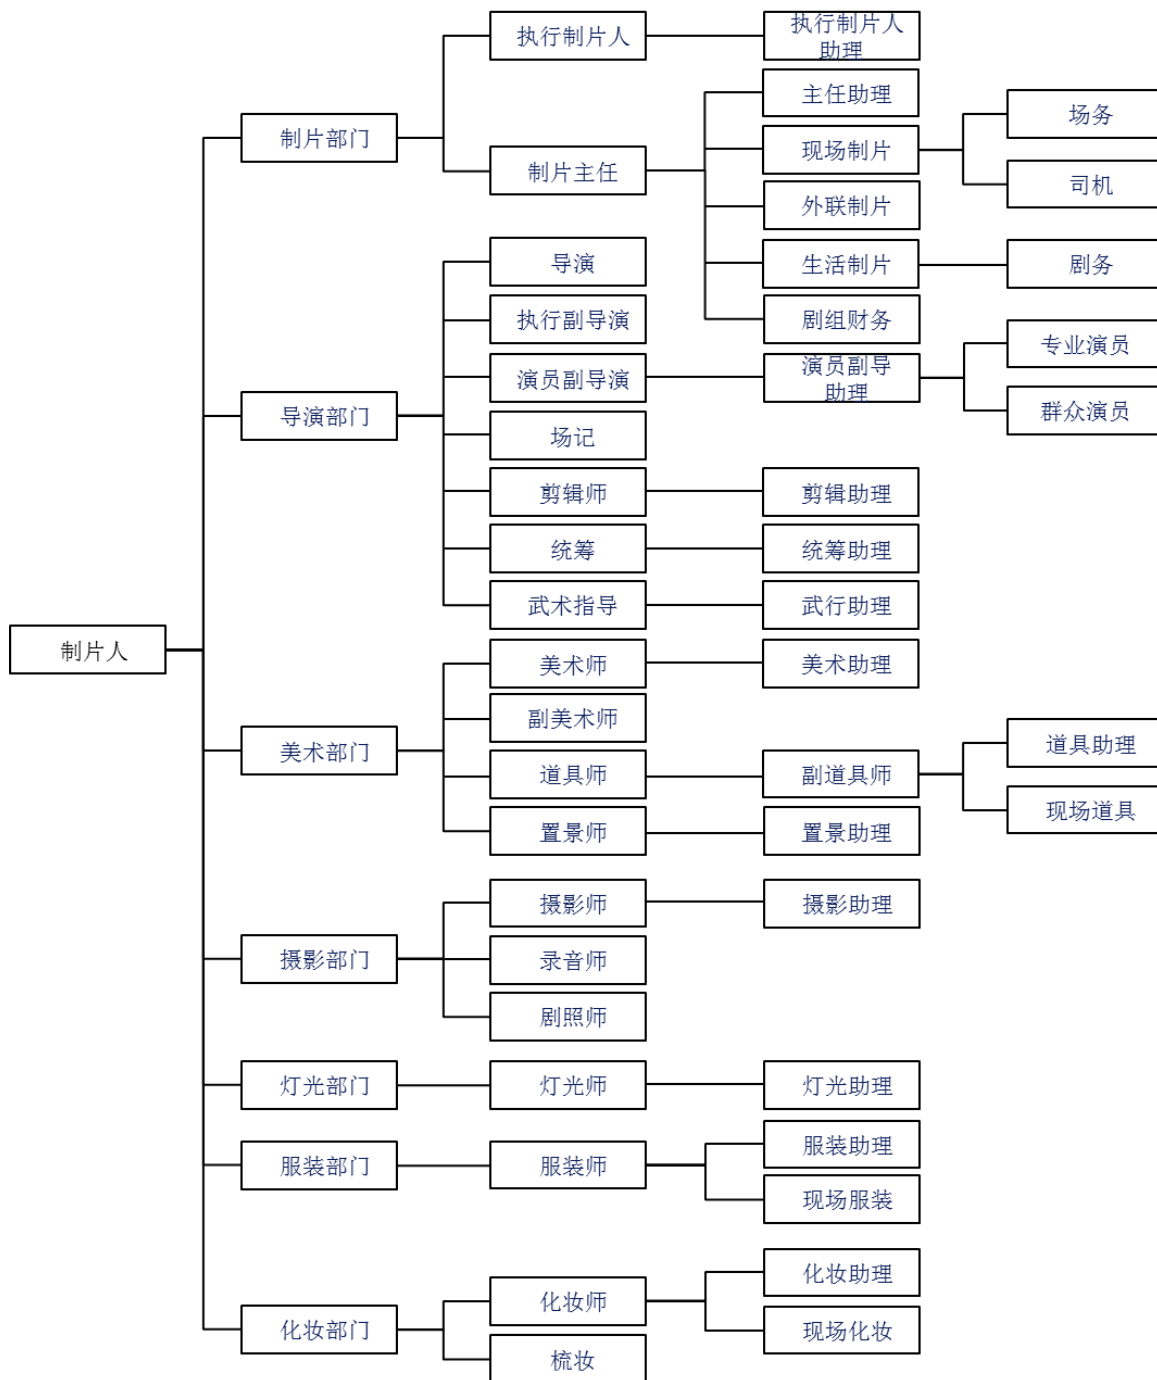 执行制片人
执行制片人
助理
主任助理
制片部门
场务
现场制片
制片主任
司机
外联制片
导演
生活制片
剧务
执行副导演
剧组财务
专业演员
演员副导演
演员副导
助理
导演部门
群众演员
场记
剪辑师
剪辑助理
统筹
统筹助理
武术指导
武行助理
制片人
美术师
美术助理
副美术师
美术部门
道具助理
道具师
副道具师
现场道具
置景师
置景助理
摄影师
摄影助理
摄影部门
录音师
剧照师
灯光部门
灯光师
灯光助理
服装部门
服装师
服装助理
现场服装
化妆助理
化妆师
化妆部门
现场化妆
梳妆